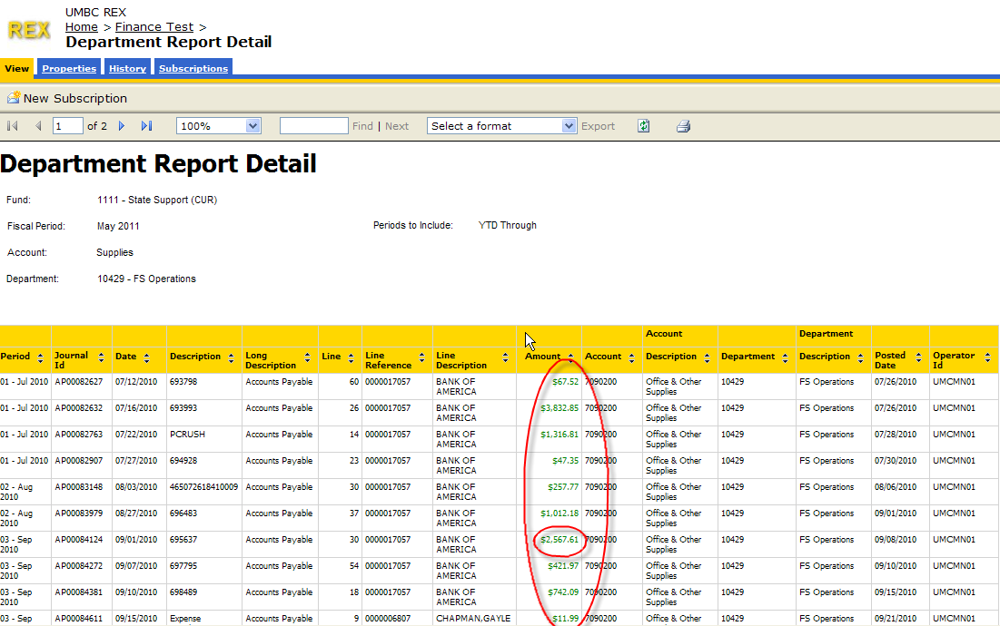 REX
UMBC REX
Home > Finance Test >
Department Report Detail
View Properties History Subscriptions
New Subscription
1 of 2 100% Find | Next Select a format Export
Department Report Detail
Fund: 1111 - State Support (CUR)
Fiscal Period: May 2011 Periods to Include: YTD Through
Account: Supplies
Department: 10429 - FS Operations
Account Department
Period Journal Id Date Description Long Description Line Line Reference Line Description Amount Account Description Department Description Posted Date Operator Id
01 - Jul 2010 AP00082627 07/12/2010 693798 Accounts Payable 60 0000017057 BANK OF AMERICA $67.52 7090200 Office & Other Supplies 10429 FS Operations 07/26/2010 UMCMN01
01 - Jul 2010 AP00082632 07/16/2010 693993 Accounts Payable 26 0000017057 BANK OF AMERICA $3,832.85 7090200 Office & Other Supplies 10429 FS Operations 07/26/2010 UMCMN01
01 - Jul 2010 AP00082763 07/22/2010 PCRUSH Accounts Payable 14 0000017057 BANK OF AMERICA $1,316.81 7090200 Office & Other Supplies 10429 FS Operations 07/28/2010 UMCMN01
01 - Jul 2010 AP00082907 07/27/2010 694928 Accounts Payable 23 0000017057 BANK OF AMERICA $47.35 7090200 Office & Other Supplies 10429 FS Operations 07/30/2010 UMCMN01
02 - Aug 2010 AP00083148 08/03/2010 465072618410009 Accounts Payable 30 0000017057 BANK OF AMERICA $257.77 7090200 Office & Other Supplies 10429 FS Operations 08/06/2010 UMCMN01
02 - Aug 2010 AP00083979 08/27/2010 696483 Accounts Payable 37 0000017057 BANK OF AMERICA $1,012.18 7090200 Office & Other Supplies 10429 FS Operations 09/01/2010 UMCMN01
03 - Sep 2010 AP00084124 09/01/2010 695637 Accounts Payable 30 0000017057 BANK OF AMERICA $2,567.61 7090200 Office & Other Supplies 10429 FS Operations 09/08/2010 UMCMN01
03 - Sep 2010 AP00084272 09/07/2010 697795 Accounts Payable 54 0000017057 BANK OF AMERICA $421.97 7090200 Office & Other Supplies 10429 FS Operations 09/10/2010 UMCMN01
03 - Sep 2010 AP00084381 09/10/2010 698489 Accounts Payable 18 0000017057 BANK OF AMERICA $742.09 7090200 Office & Other Supplies 10429 FS Operations 09/15/2010 UMCMN01
03 - Sep AP00084611 09/15/2010 Expense Accounts Payable 9 0000006807 CHAPMAN,GAYLE $11.99 7090200 Office & Other 10429 FS Operations 09/21/2010 UMCMN01